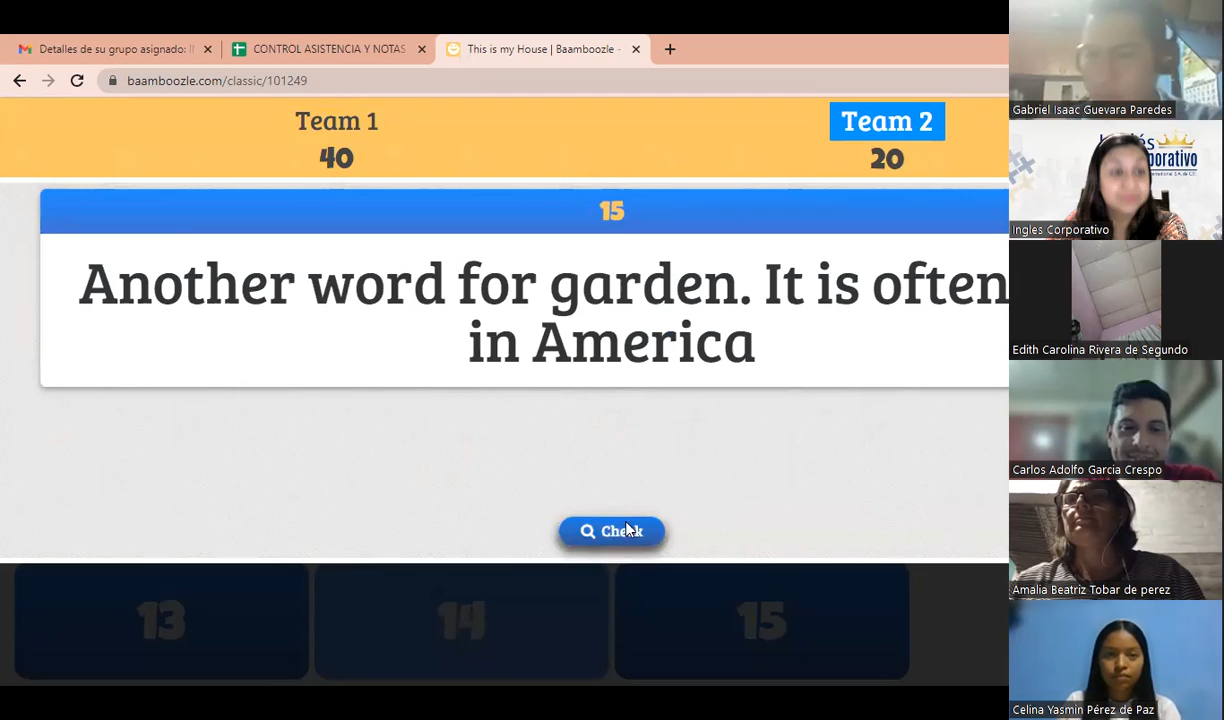 Detalles de su grupo asignado: I
CONTROL ASISTENCIA Y NOTAS
This is my House | Baamboozle -
baamboozle.com/classic/101249
Team 1
Team 2
40
20
15
Another word for garden. It is often
in America
Check
13
14
15
Gabriel Isaac Guevara Paredes
Ingles Corporativo
Edith Carolina Rivera de Segundo
Carlos Adolfo Garcia Crespo
Amalia Beatriz Tobar de perez
Celina Yasmin Pérez de Paz